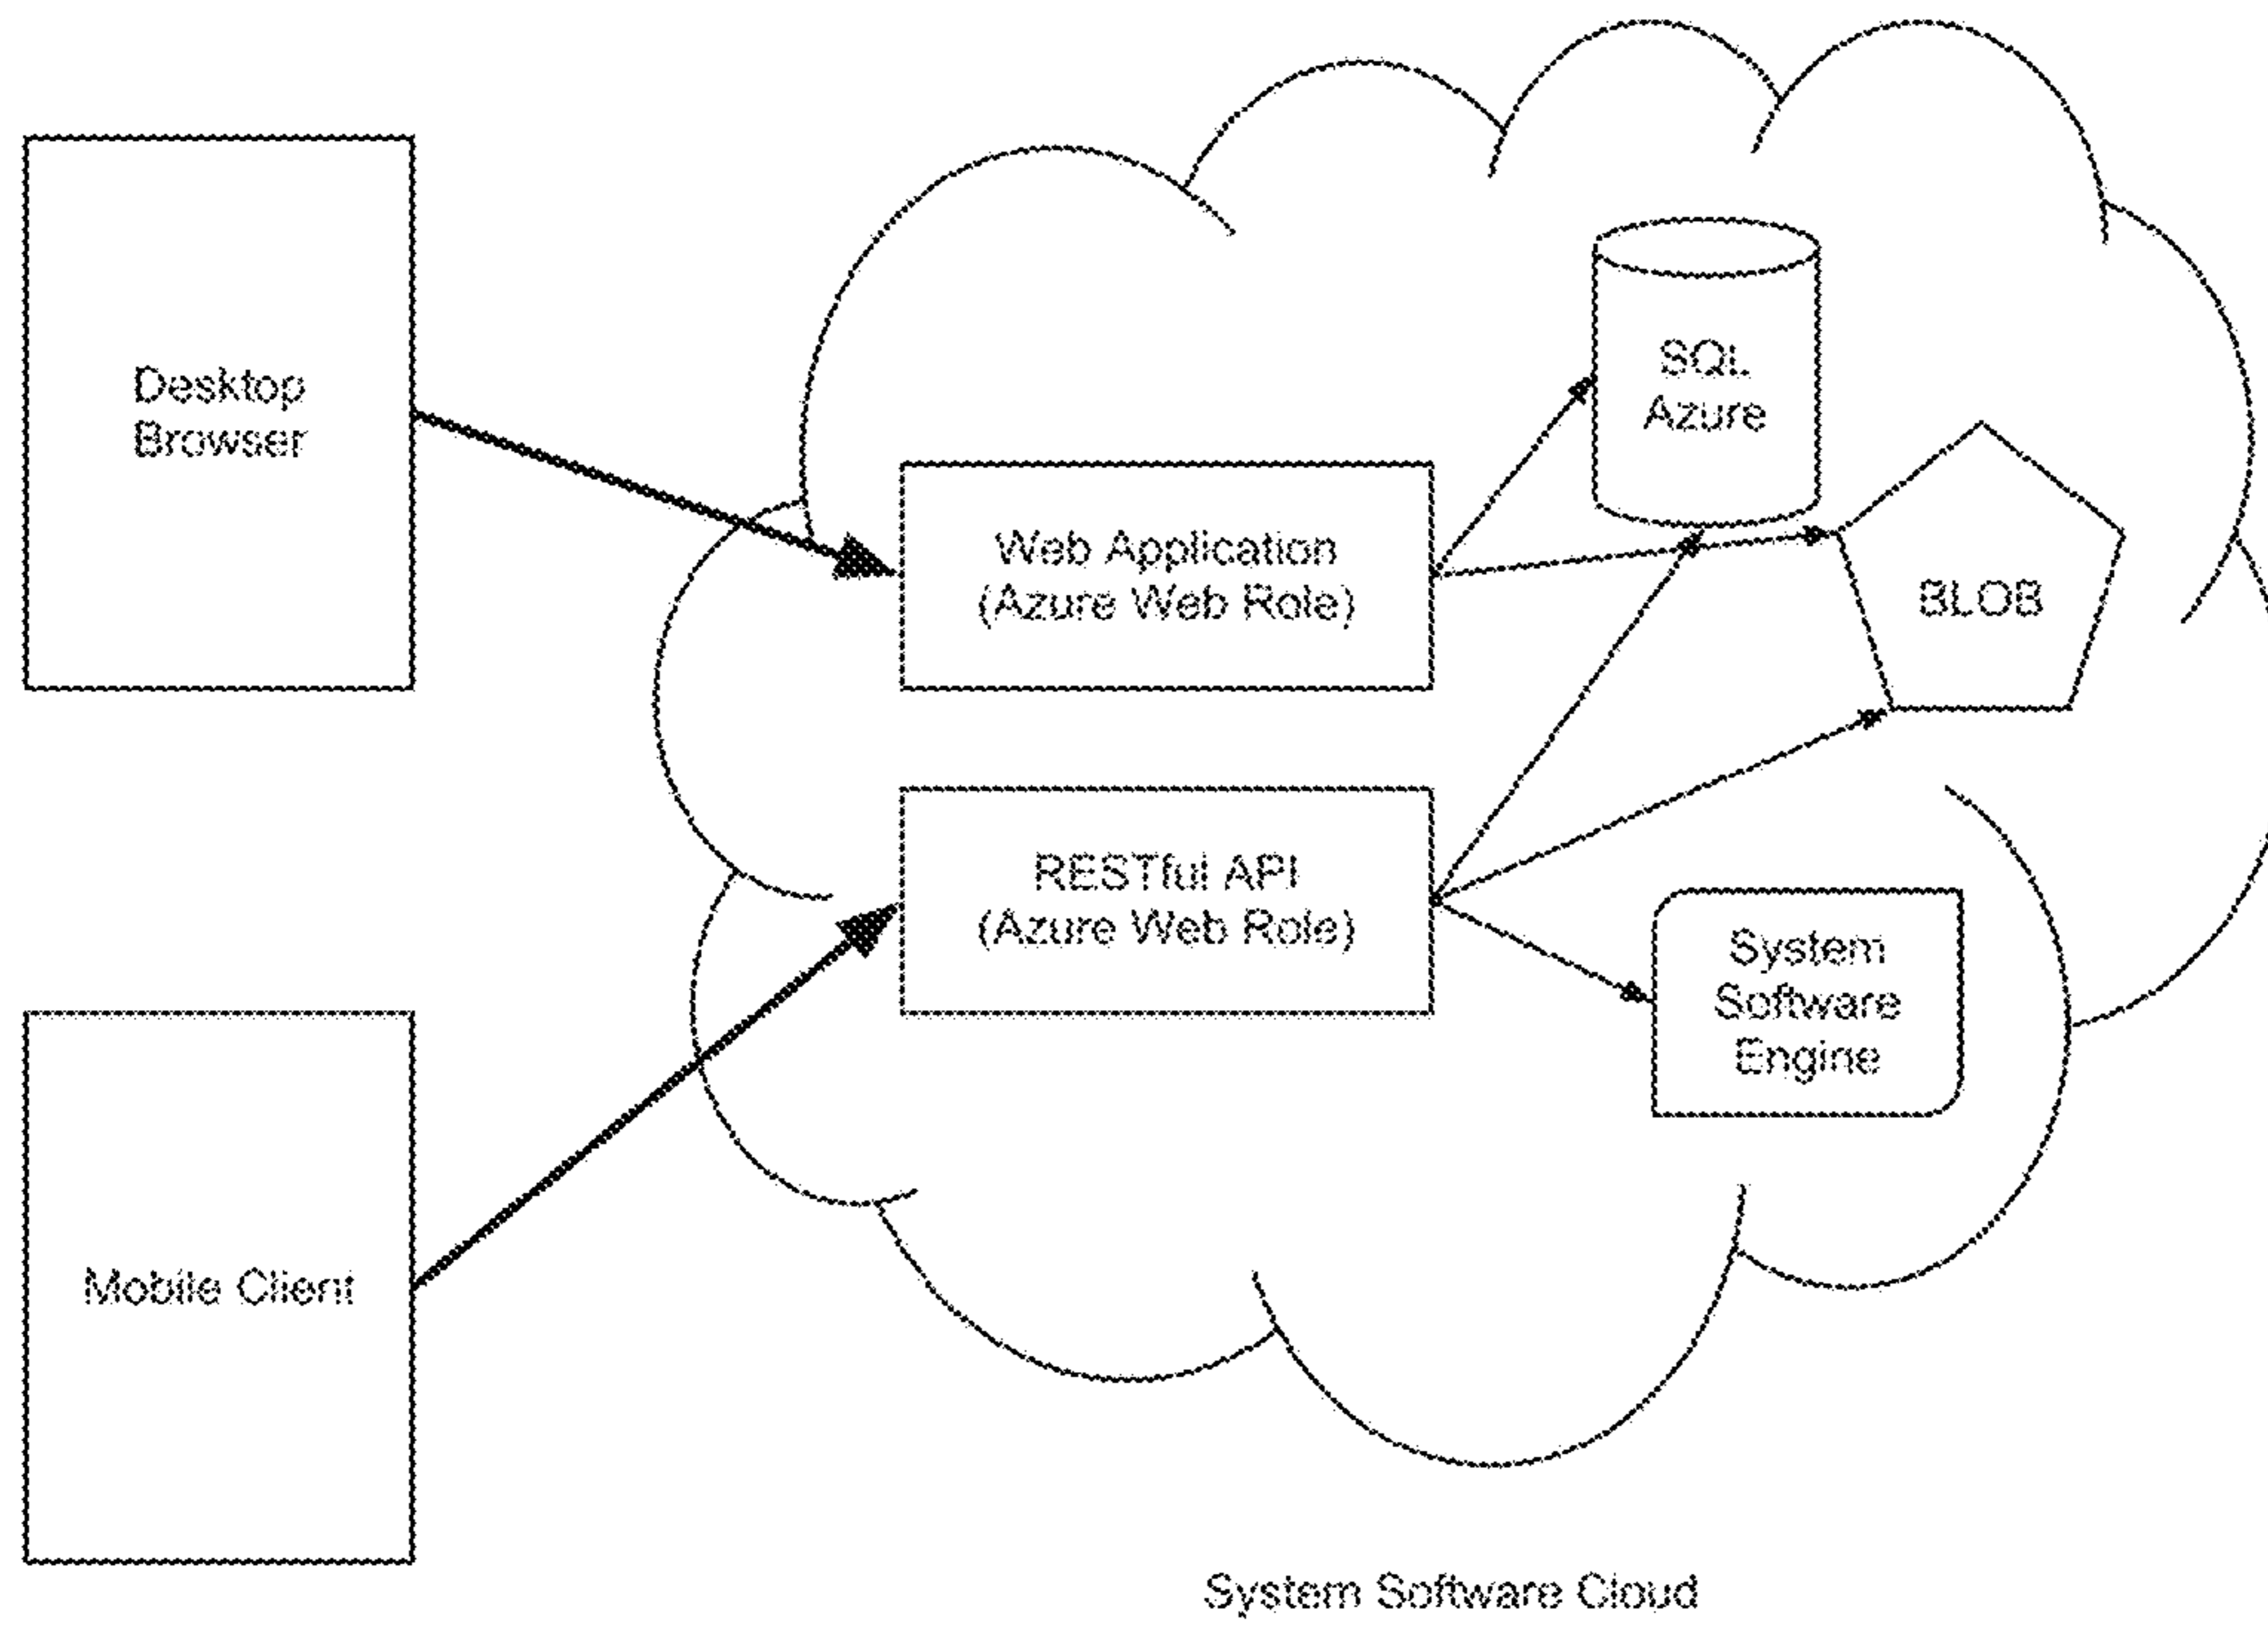 Desktop
Browser
SQL
Azure
Web Application
(Azure Web Role)
BLOB
RESTful API
(Azure Web Role)
System
Software
Engine
Mobile Client
System Software Cloud